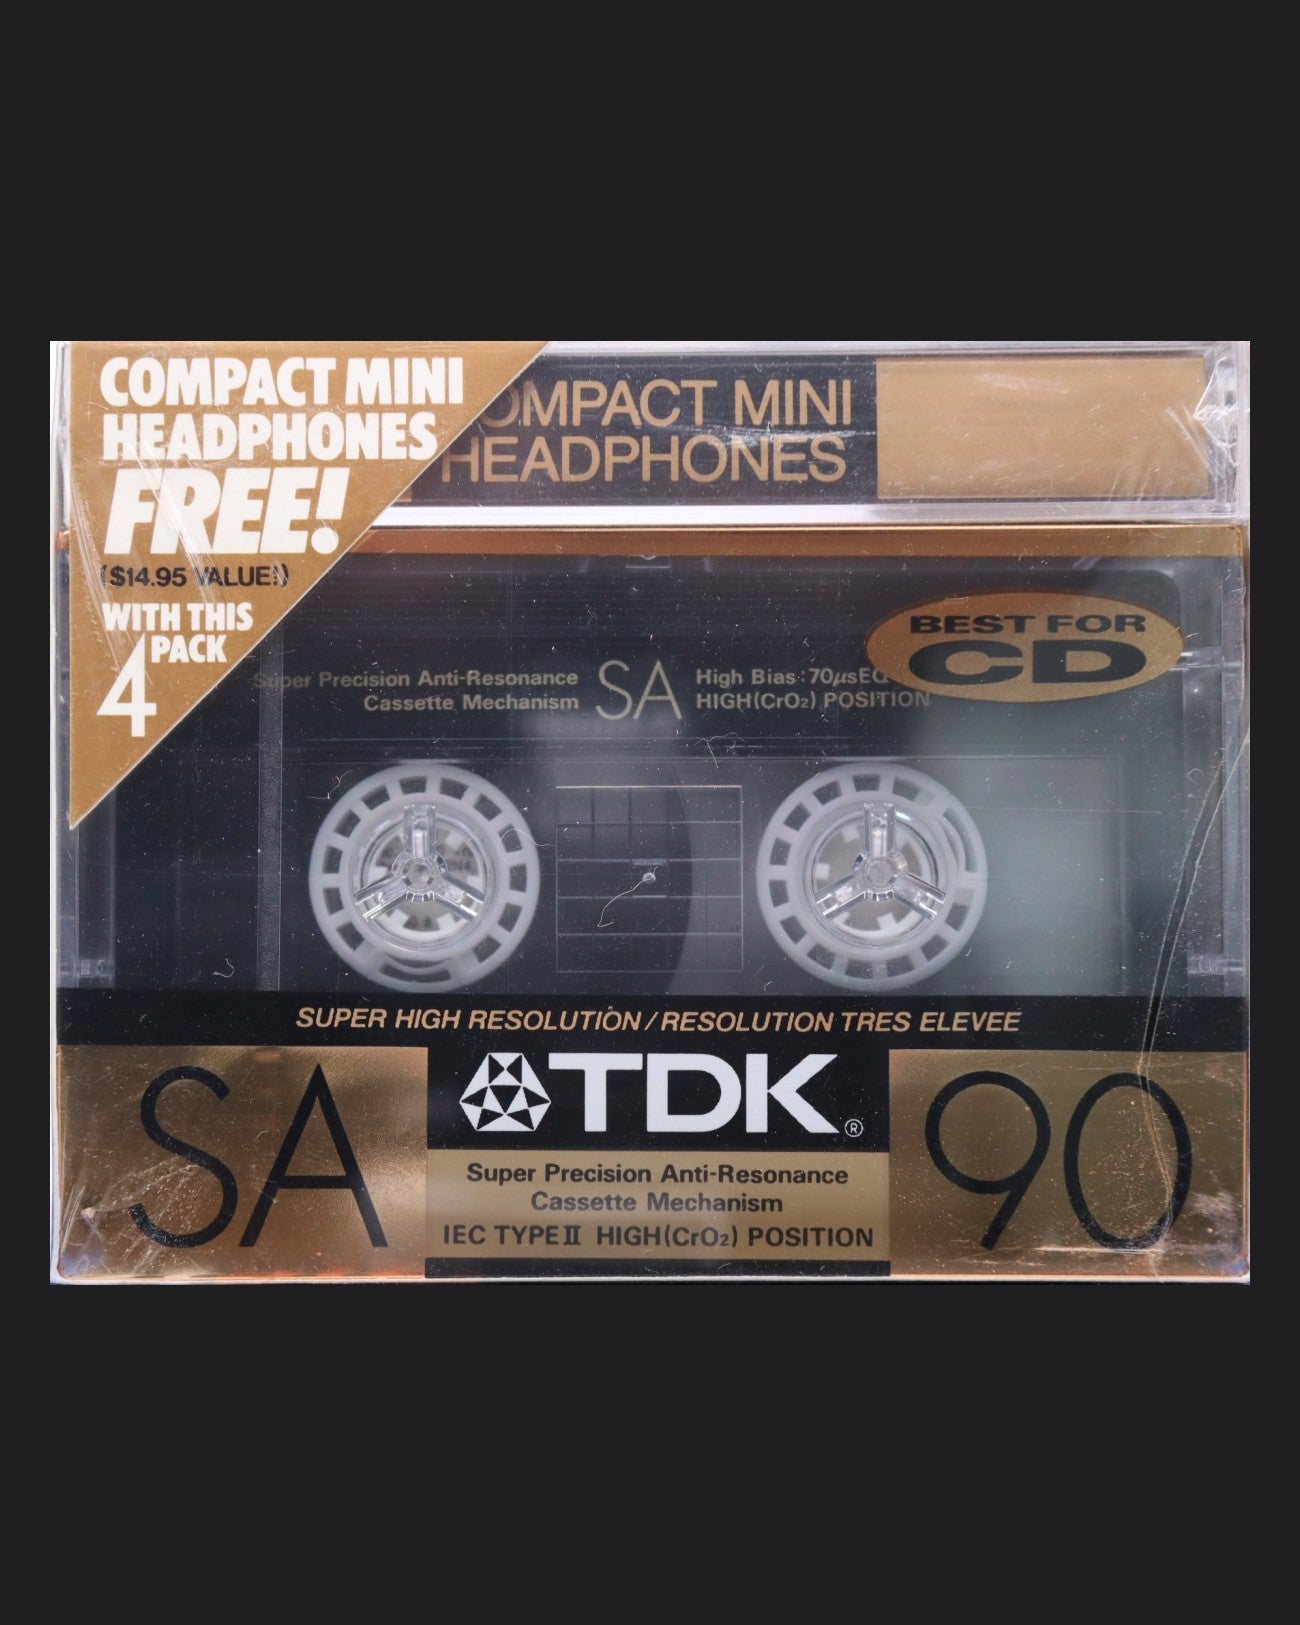 COMPACT MINI
HEADPHONES
FREE!
($14.95 VALUE!)
WITH THIS
4 PACK
OMPACT MINI
HEADPHONES
BEST FOR
CD
Super Precision Anti-Resonance
Cassette Mechanism
SA
High Bias:70μsEQ
HIGH(CrO₂) POSITION
SUPER HIGH RESOLUTION/RESOLUTION TRES ELEVEE
SA
TDK®
90
Super Precision Anti-Resonance
Cassette Mechanism
IEC TYPE II HIGH(CrO₂) POSITION